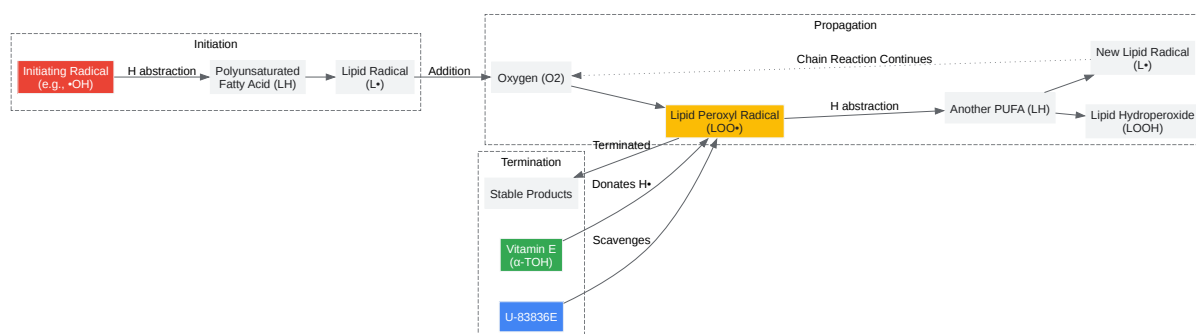 Propagation
Initiation
Initiating Radical
(e.g., •OH)
H abstraction
Polyunsaturated
Fatty Acid (LH)
Lipid Radical
(L•)
Addition
Oxygen (O2)
Chain Reaction Continues
New Lipid Radical
(L•)
Lipid Peroxyl Radical
(LOO•)
H abstraction
Another PUFA (LH)
Lipid Hydroperoxide
(LOOH)
Terminated
Termination
Stable Products
Donates H•
Vitamin E
(α-TOH)
Scavenges
U-83836E